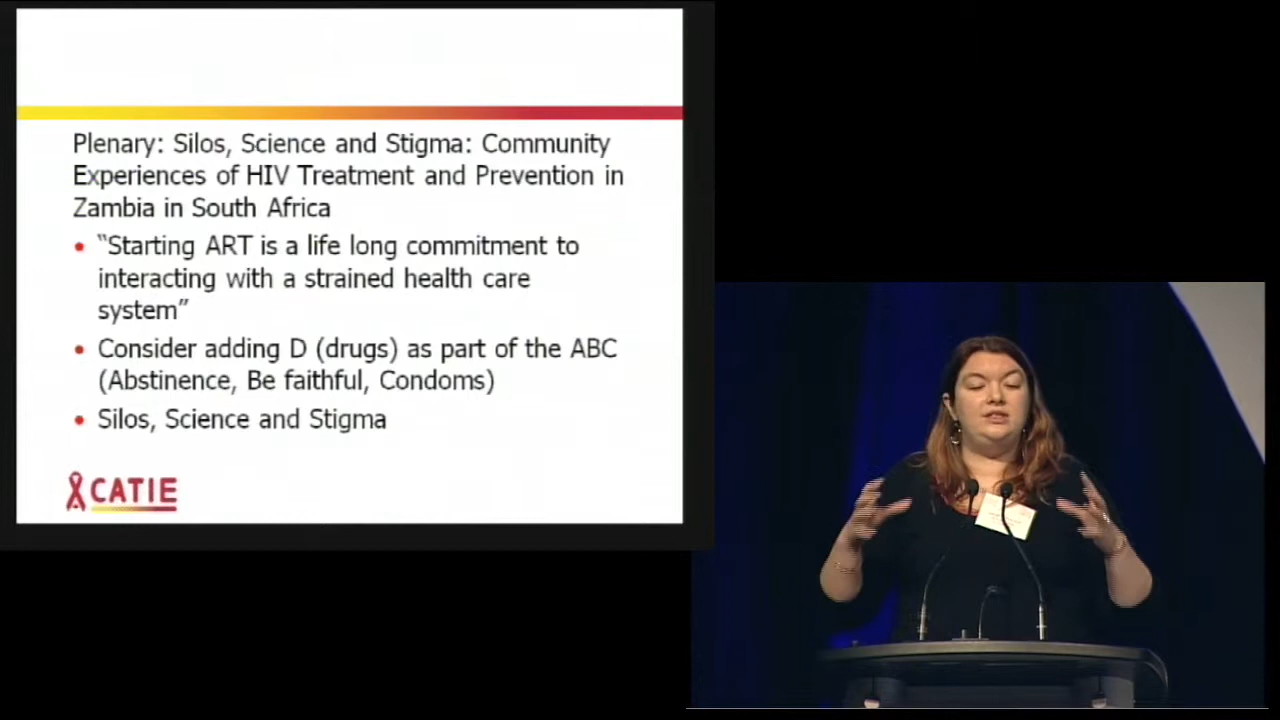 Plenary: Silos, Science and Stigma: Community
Experiences of HIV Treatment and Prevention in
Zambia in South Africa
• “Starting ART is a life long commitment to
interacting with a strained health care
system”
• Consider adding D (drugs) as part of the ABC
(Abstinence, Be faithful, Condoms)
• Silos, Science and Stigma
CATIE